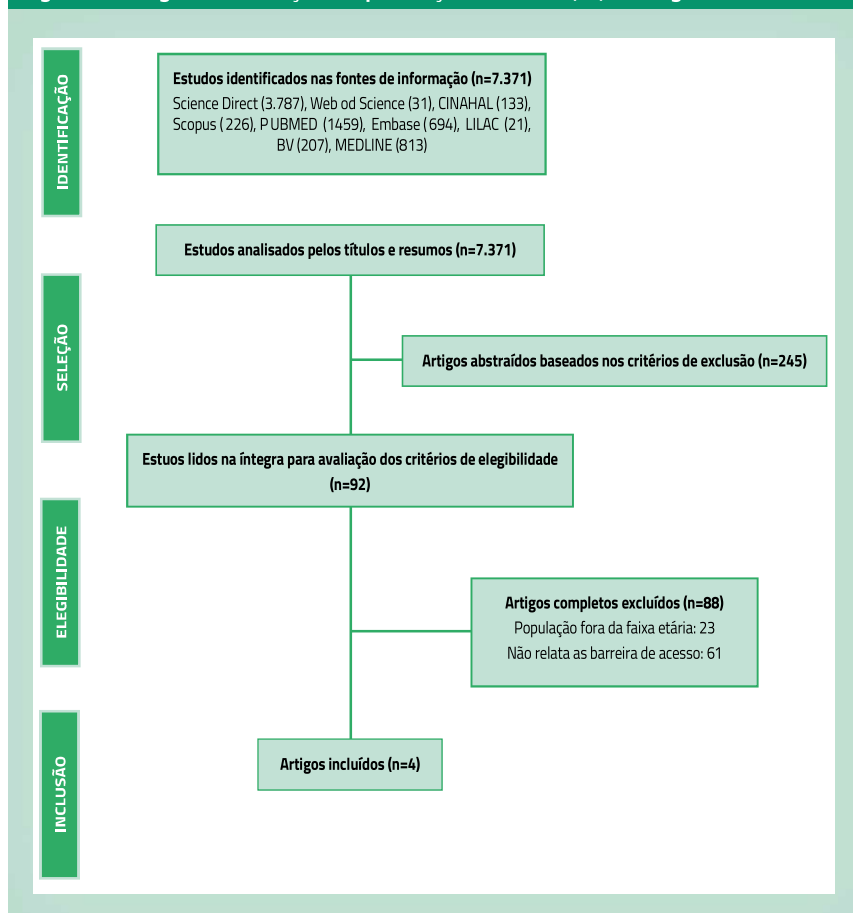 IDENTIFICAÇÃO
Estudos identificados nas fontes de informação (n=7.371)
Science Direct (3.787), Web od Science (31), CINAHAL (133),
Scopus (226), PUBMED (1459), Embase (694), LILAC (21),
BV (207), MEDLINE (813)
Estudos analisados pelos títulos e resumos (n=7.371)
SELEÇÃO
Artigos abstraídos baseados nos critérios de exclusão (n=245)
Estuos lidos na íntegra para avaliação dos critérios de elegibilidade
(n=92)
ELEGIBILIDADE
Artigos completos excluídos (n=88)
População fora da faixa etária: 23
Não relata as barreira de acesso: 61
INCLUSÃO
Artigos incluídos (n=4)